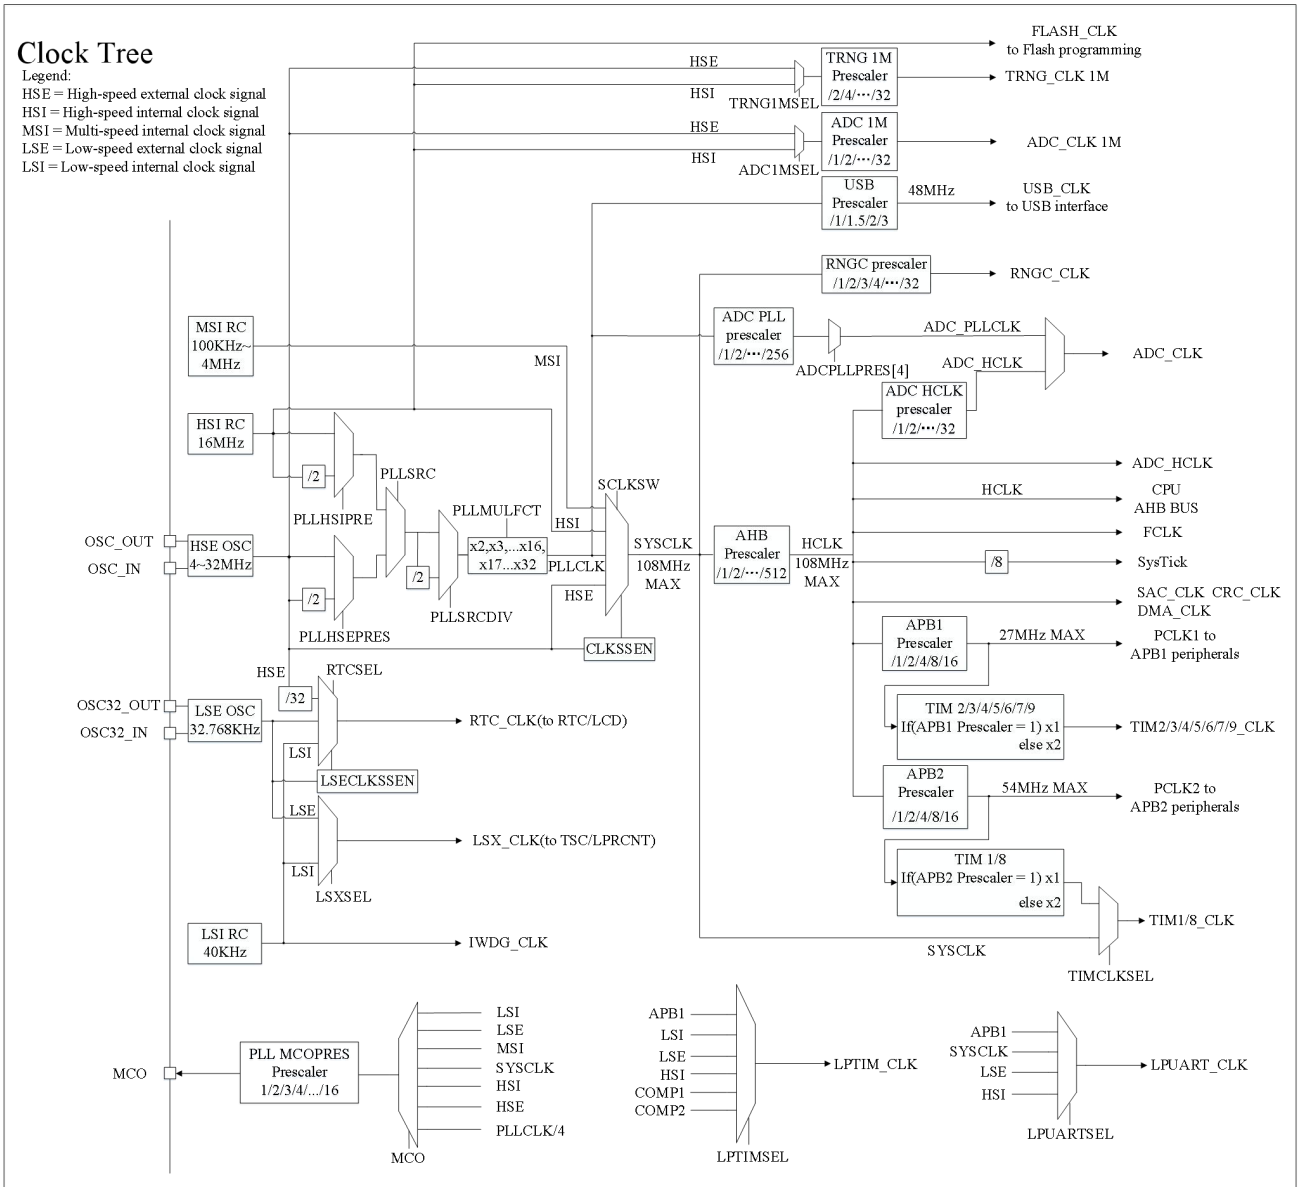 Clock Tree
Legend:
HSE = High-speed external clock signal
HSI = High-speed internal clock signal
MSI = Multi-speed internal clock signal
LSE = Low-speed external clock signal
LSI = Low-speed internal clock signal
FLASH_CLK
to Flash programming
HSE
HSI
TRNG1MSEL
TRNG 1M
Prescaler
/2/4/···/32
TRNG_CLK 1M
HSE
HSI
ADC1MSEL
ADC 1M
Prescaler
/1/2/···/32
ADC_CLK 1M
USB
Prescaler
/1/1.5/2/3
48MHz
USB_CLK
to USB interface
RNGC prescaler
/1/2/3/4/···/32
RNGC_CLK
MSI RC
100KHz~
4MHz
MSI
ADC PLL
prescaler
/1/2/···/256
ADCPLLPRES[4]
ADC_PLLCLK
ADC_HCLK
ADC_CLK
ADC HCLK
prescaler
/1/2/···/32
HSI RC
16MHz
/2
PLLHSIPRE
PLLSRC
PLLMULFCT
SCLKSW
OSC_OUT
OSC_IN
HSE OSC
4~32MHz
/2
PLLHSEPRES
/2
PLLSRCDIV
x2,x3,...x16,
x17...x32
HSI
PLLCLK
HSE
CLKSSEN
SYSCLK
108MHz
MAX
AHB
Prescaler
/1/2/···/512
HCLK
108MHz
MAX
ADC_HCLK
HCLK
CPU
AHB BUS
FCLK
/8
SysTick
SAC_CLK CRC_CLK
DMA_CLK
APB1
Prescaler
/1/2/4/8/16
27MHz MAX
PCLK1 to
APB1 peripherals
TIM 2/3/4/5/6/7/9
If(APB1 Prescaler = 1) x1
else x2
TIM2/3/4/5/6/7/9_CLK
APB2
Prescaler
/1/2/4/8/16
54MHz MAX
PCLK2 to
APB2 peripherals
TIM 1/8
If(APB2 Prescaler = 1) x1
else x2
TIM1/8_CLK
SYSCLK
TIMCLKSEL
HSE
/32
RTCSEL
OSC32_OUT
OSC32_IN
LSE OSC
32.768KHz
LSI
RTC_CLK(to RTC/LCD)
LSECLKSSEN
LSE
LSI
LSXSEL
LSX_CLK(to TSC/LPRCNT)
LSI RC
40KHz
IWDG_CLK
MCO
PLL MCOPRES
Prescaler
1/2/3/4/.../16
LSI
LSE
MSI
SYSCLK
HSI
HSE
PLLCLK/4
MCO
APB1
LSI
LSE
HSI
COMP1
COMP2
LPTIM_CLK
LPTIMSEL
APB1
SYSCLK
LSE
HSI
LPUART_CLK
LPUARTSEL